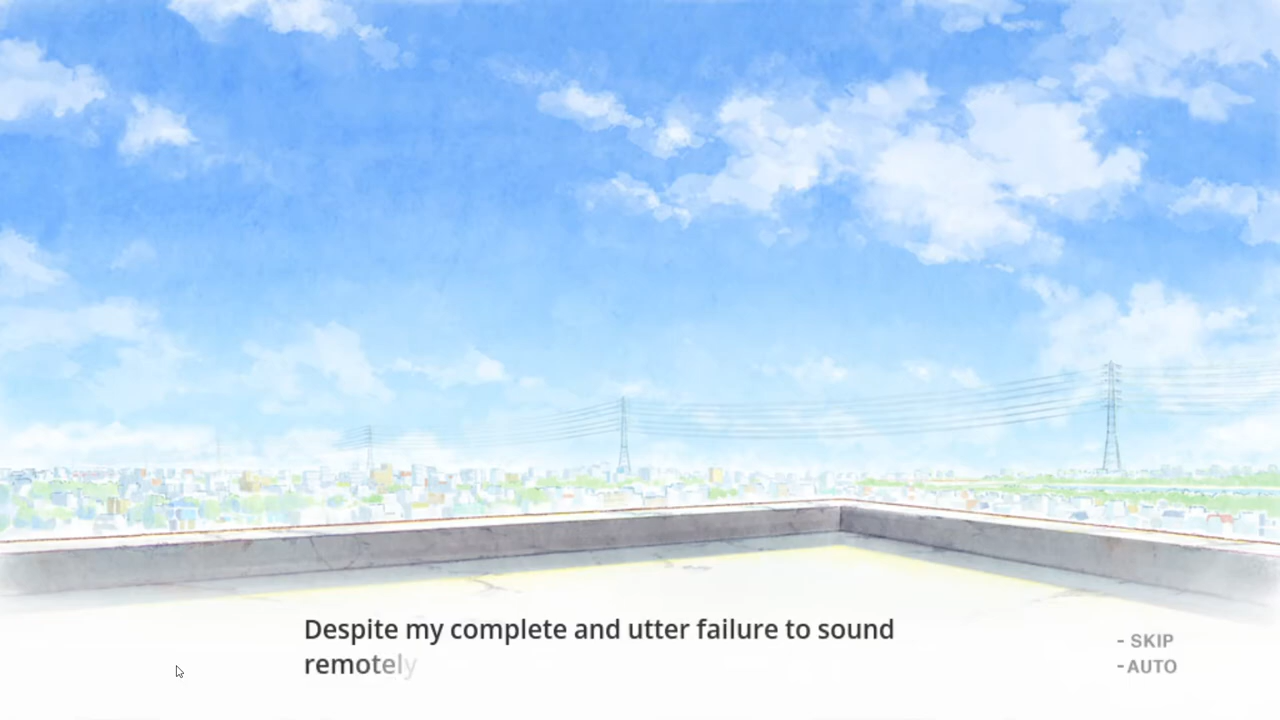 Despite my complete and utter failure to sound
remotely
- SKIP
- AUTO